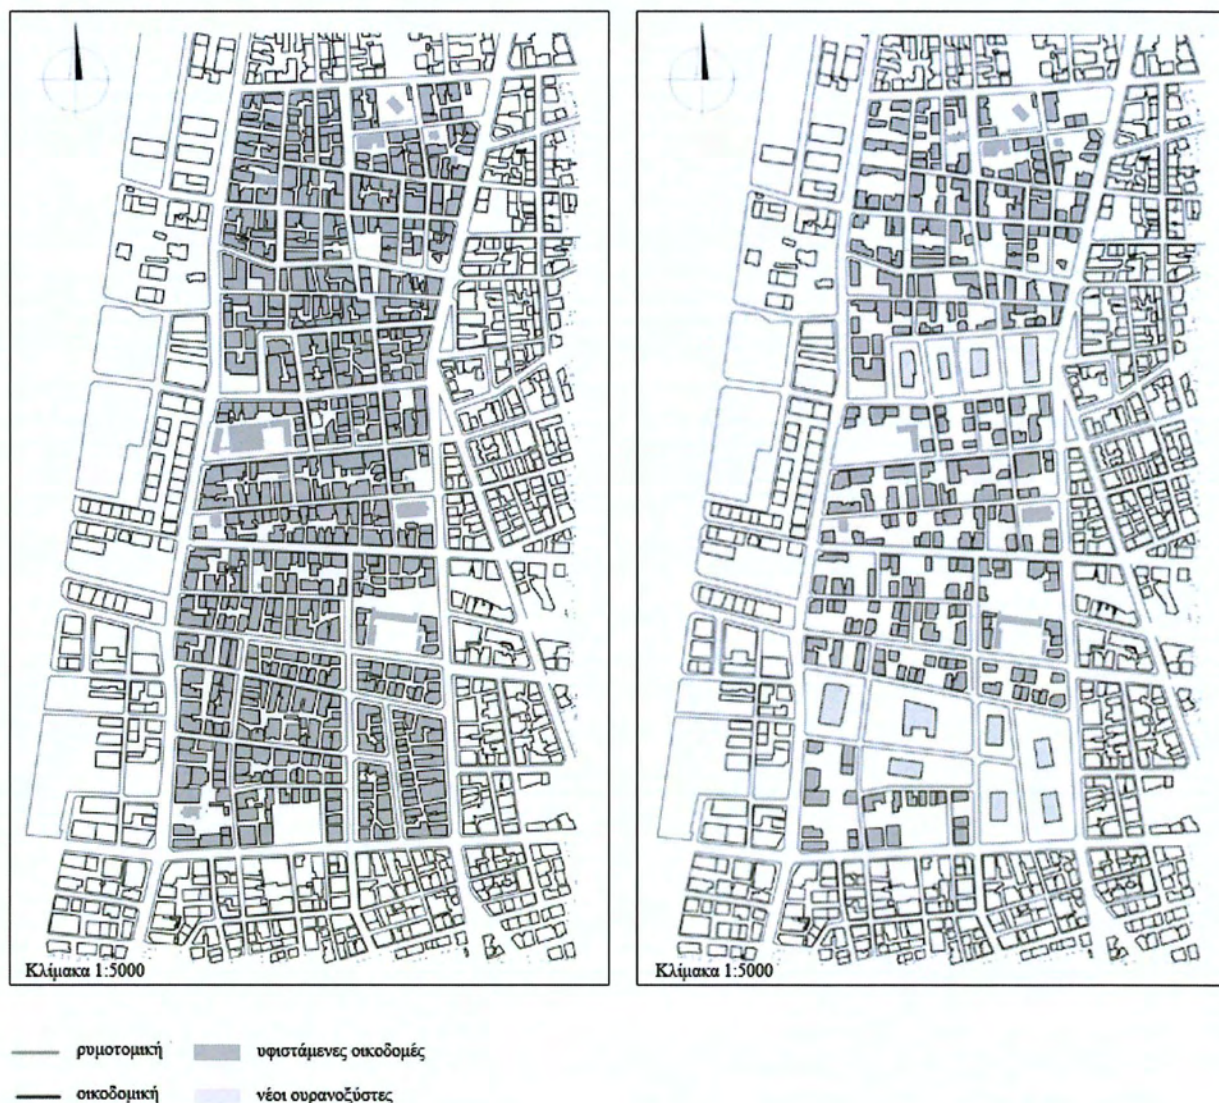 Κλίμακα 1:5000
Κλίμακα 1:5000
ρυμοτομική
υφιστάμενες οικοδομές
οικοδομική
νέοι ουρανοξύστες